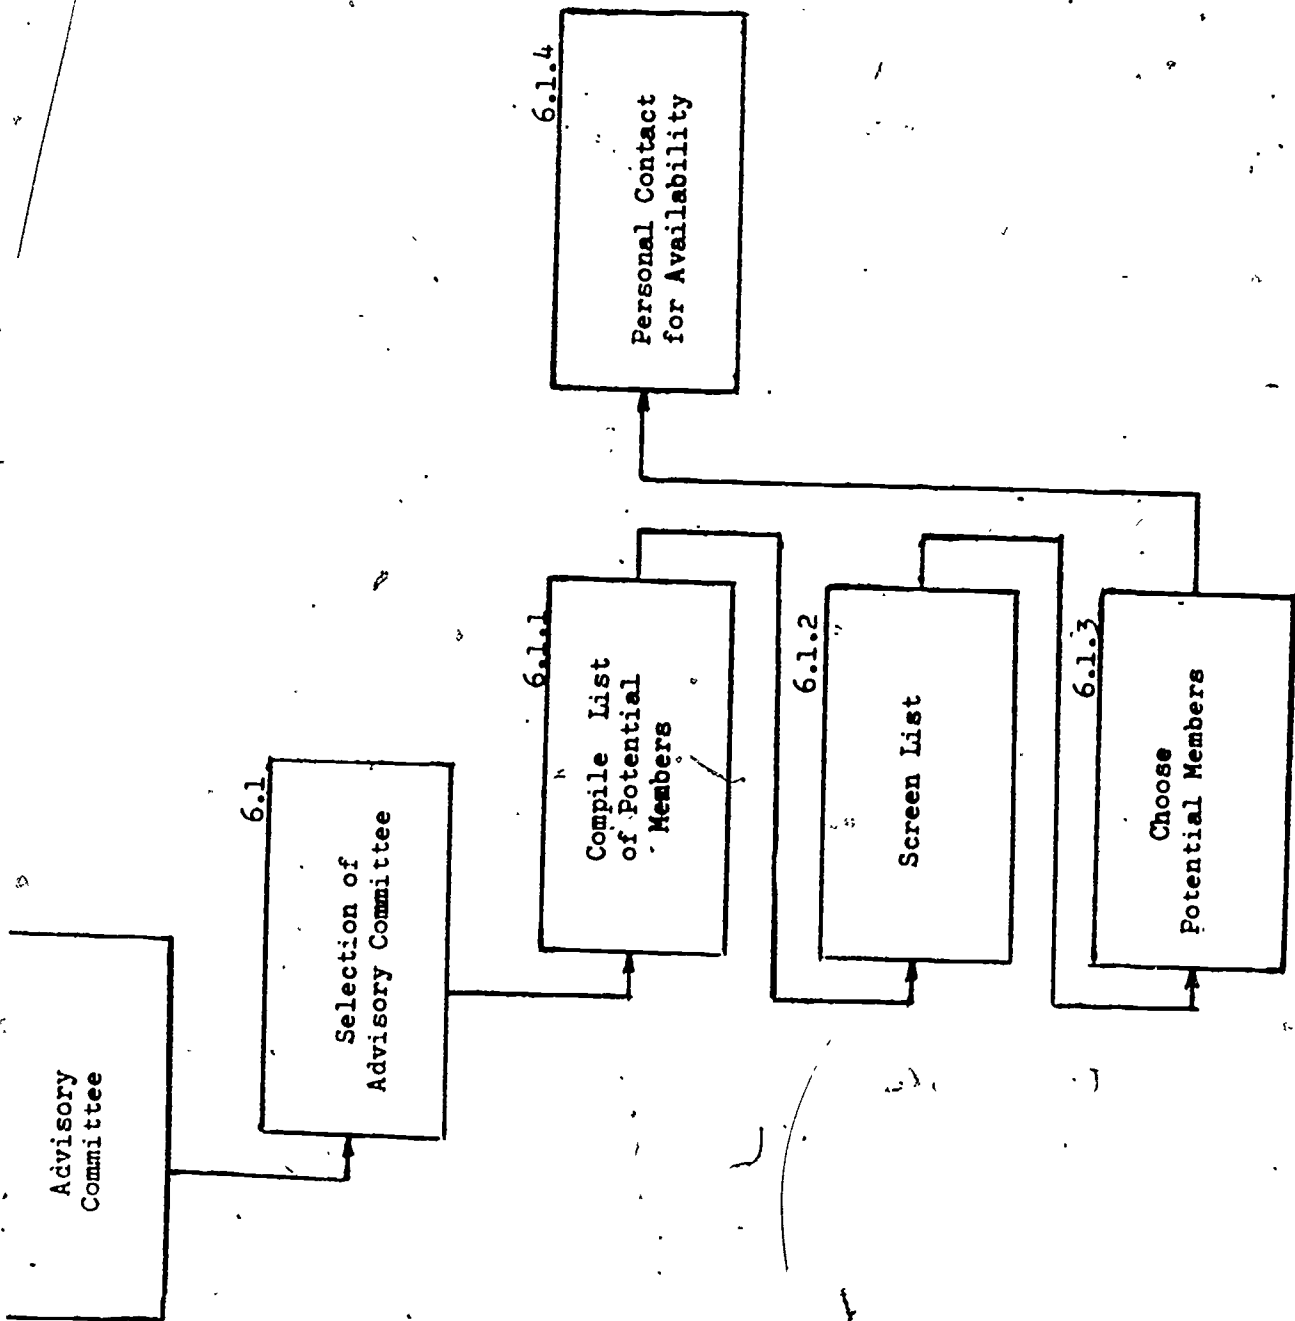 Advisory
Committee
6.1
Selection of
Advisory Committee
6.1.1
Compile List
of Potential
Members
6.1.2
Screen List
6.1.3
Choose
Potential Members
6.1.4
Personal Contact
for Availability